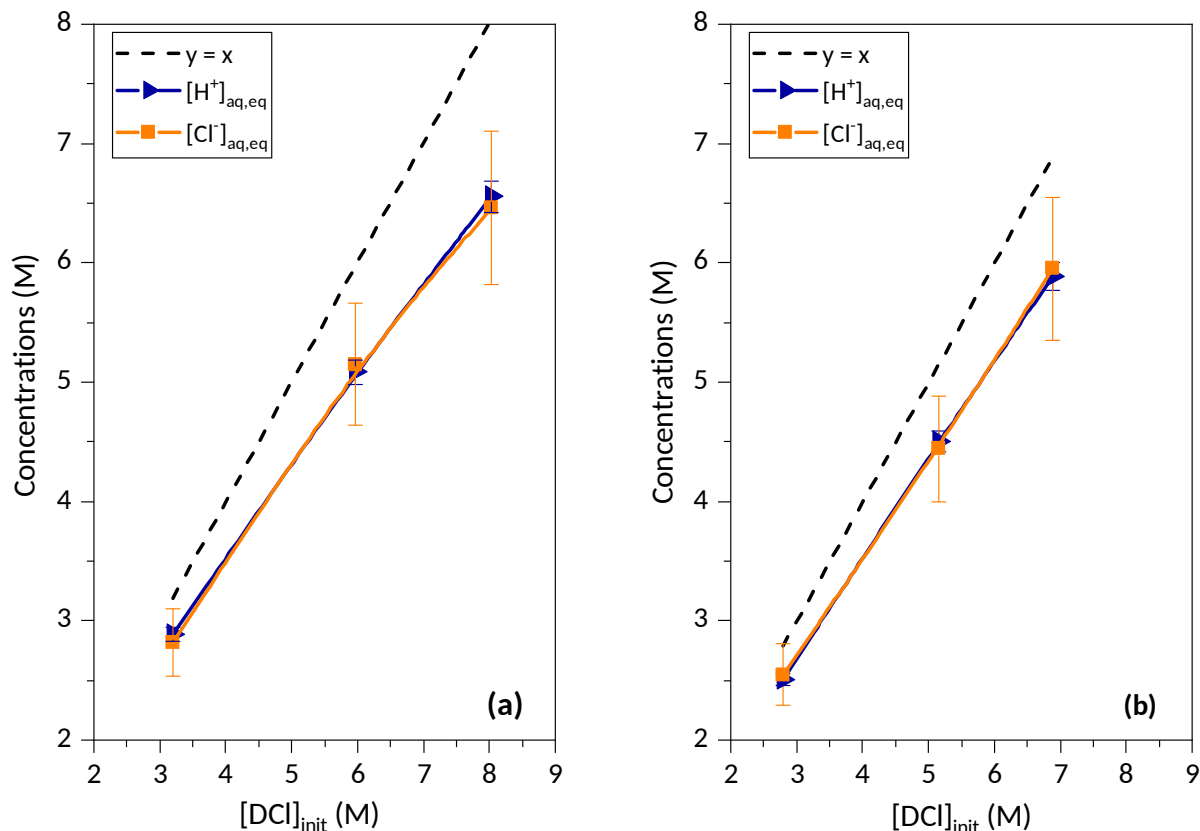 8
7
6
5
4
3
2
Concentrations (M)
y = x
[H⁺]aq,eq
[Cl⁻]aq,eq
(a)
2 3 4 5 6 7 8 9
[DCl]init (M)
8
7
6
5
4
3
2
Concentrations (M)
y = x
[H⁺]aq,eq
[Cl⁻]aq,eq
(b)
2 3 4 5 6 7 8 9
[DCl]init (M)